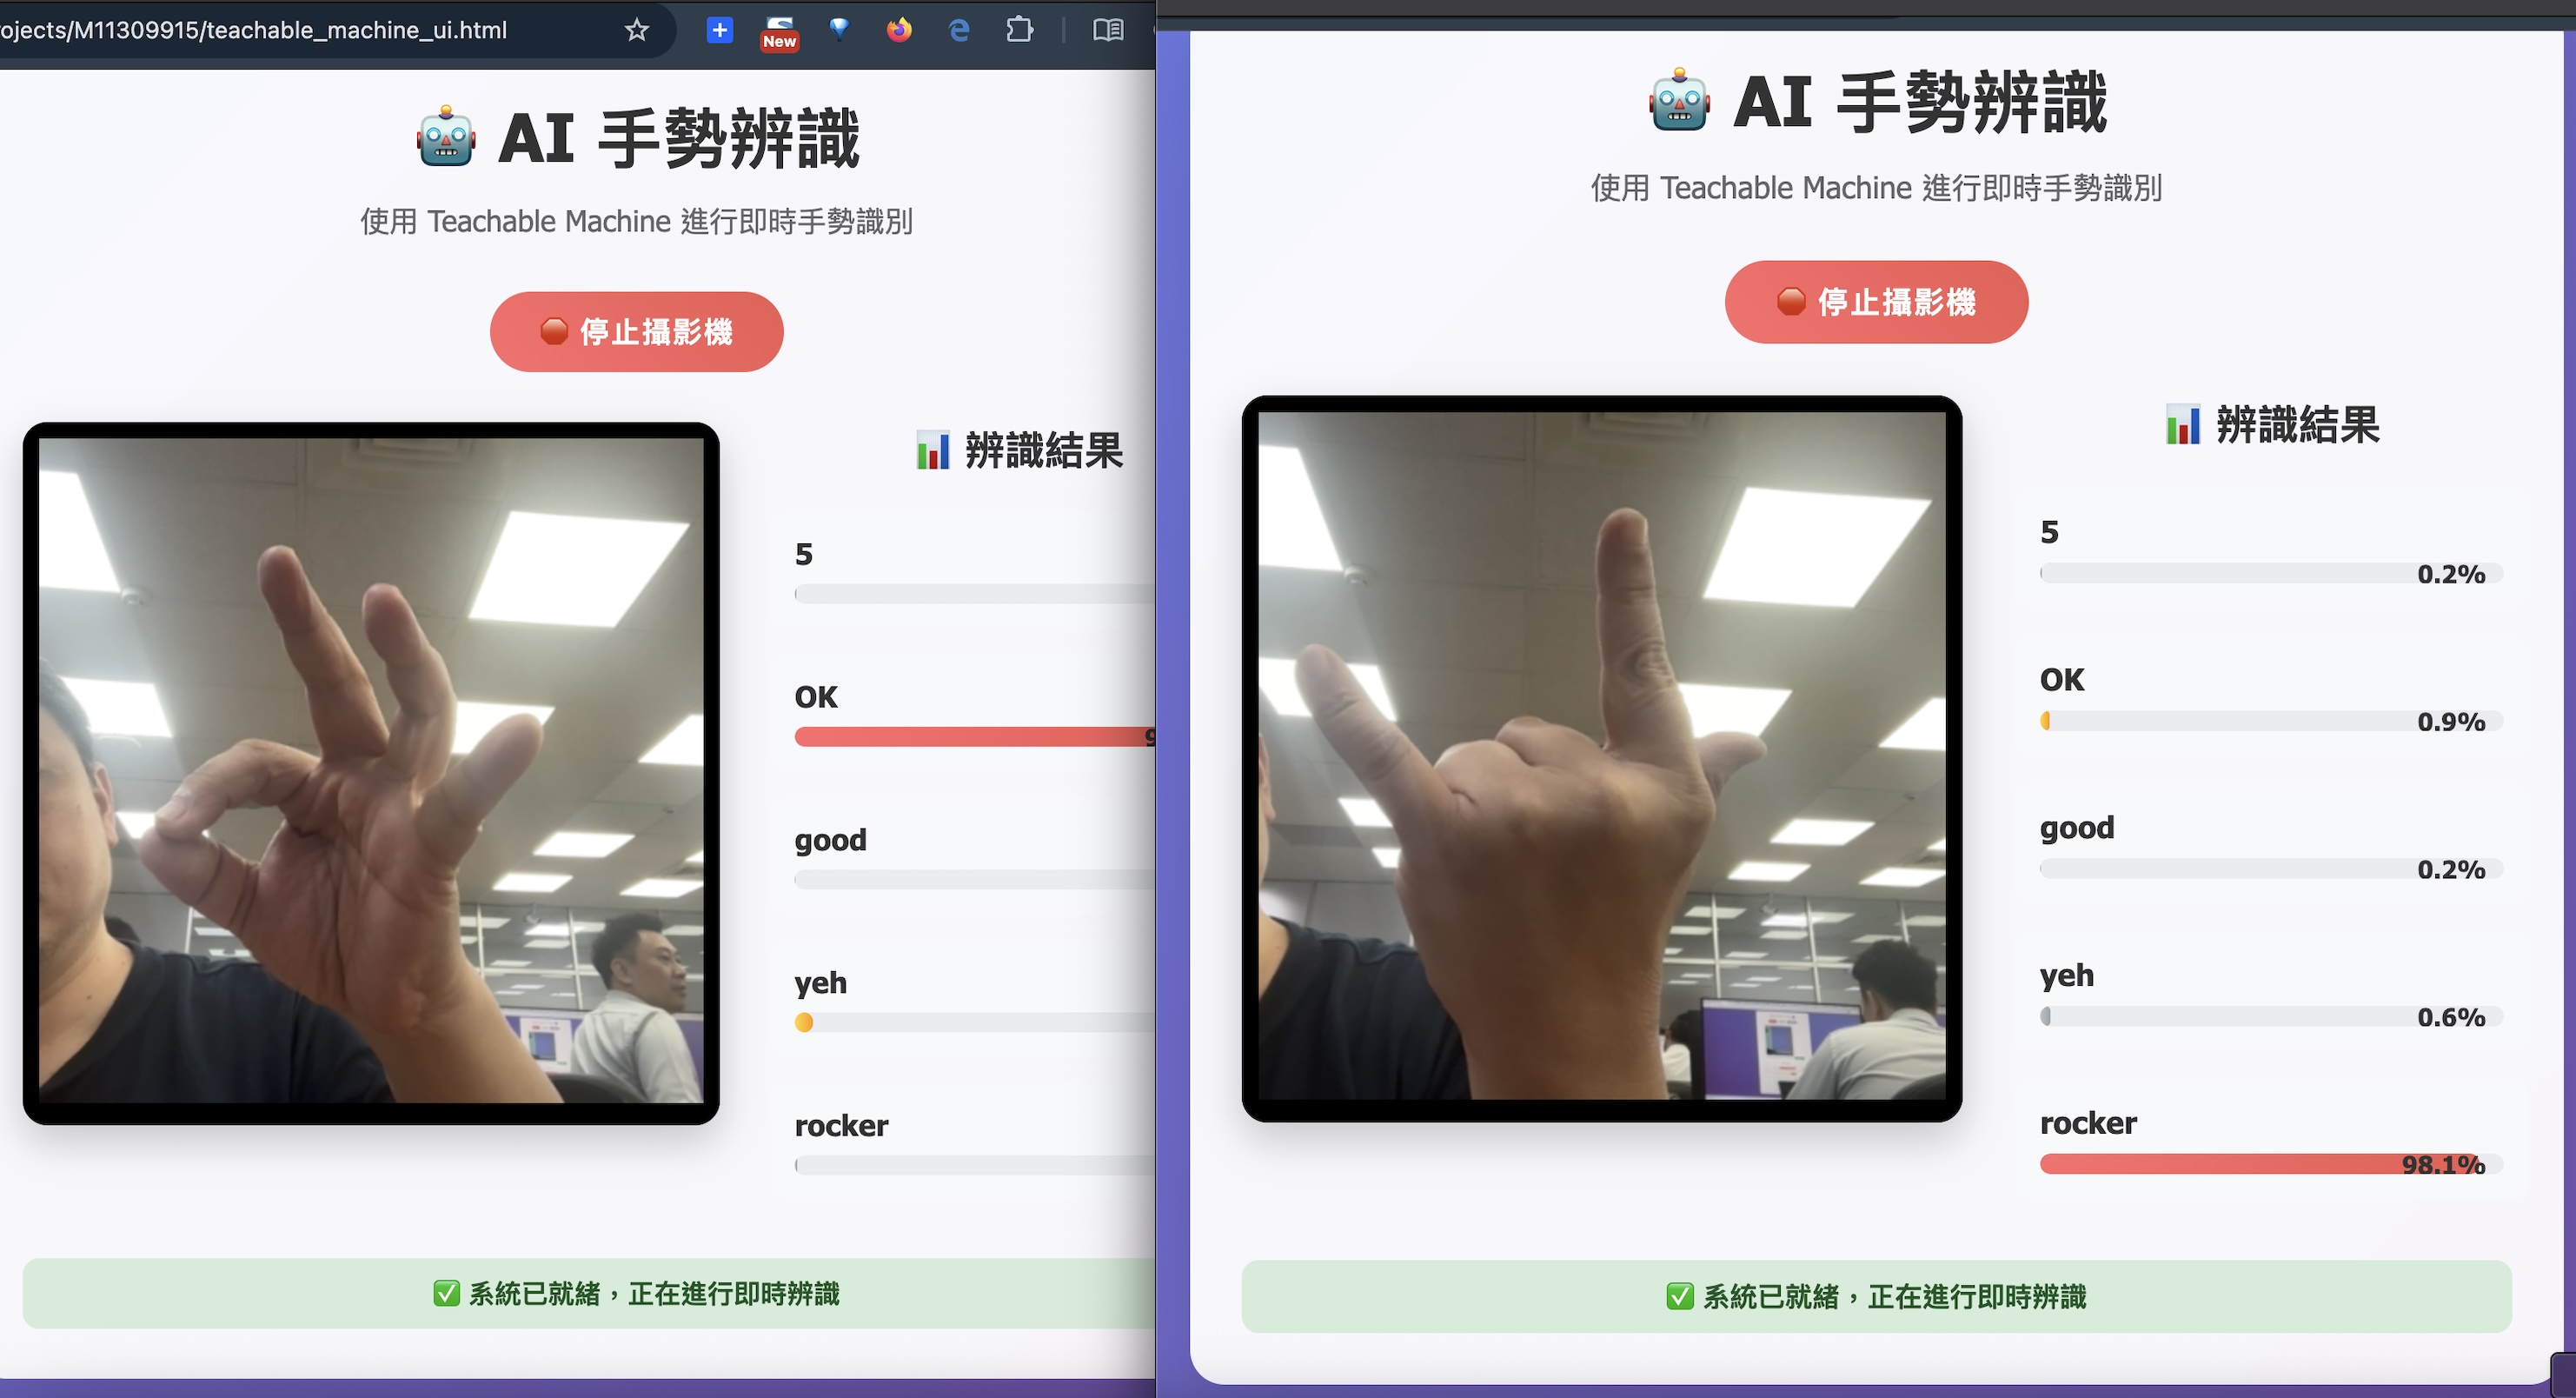 ojects/M11309915/teachable_machine_ui.html
New
🤖 AI 手勢辨識
使用 Teachable Machine 進行即時手勢識別
🛑 停止攝影機
📊 辨識結果
5
OK
9
good
yeh
rocker
✅ 系統已就緒，正在進行即時辨識
🤖 AI 手勢辨識
使用 Teachable Machine 進行即時手勢識別
🛑 停止攝影機
📊 辨識結果
5
0.2%
OK
0.9%
good
0.2%
yeh
0.6%
rocker
98.1%
✅ 系統已就緒，正在進行即時辨識